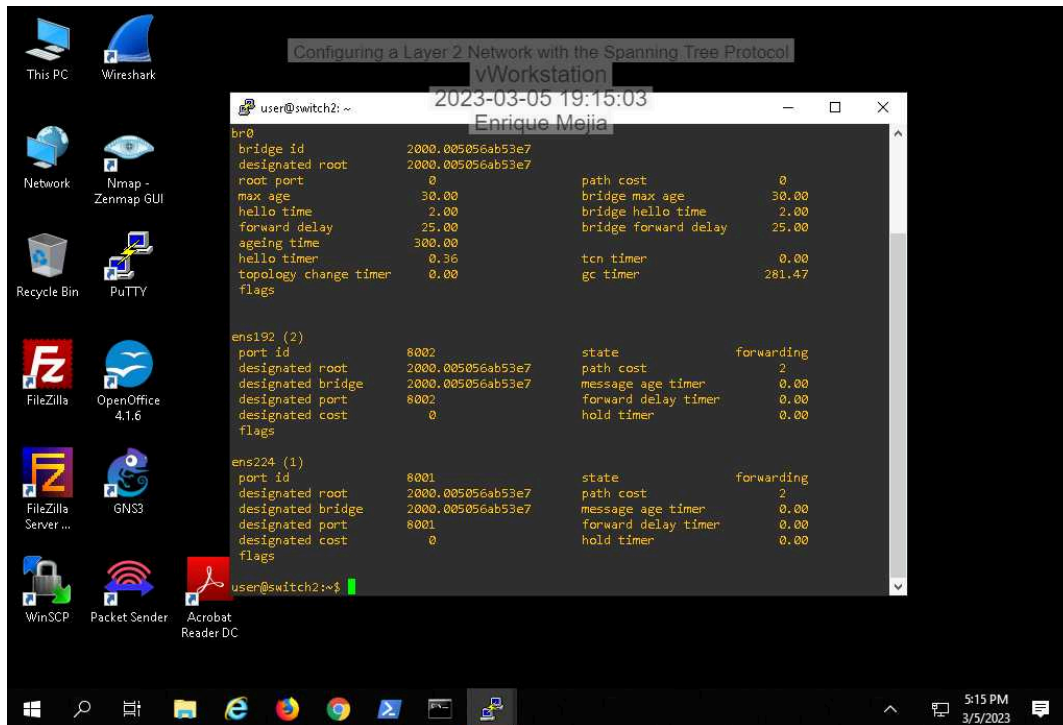 Configuring a Layer 2 Network with the Spanning Tree Protocol
vWorkstation
2023-03-05 19:15:03
Enrique Mejia
This PC
Wireshark
Network
Nmap -
Zenmap GUI
Recycle Bin
PuTTY
FileZilla
OpenOffice
4.1.6
FileZilla
Server ...
GNS3
WinSCP
Packet Sender
Acrobat
Reader DC
user@switch2: ~
br0
bridge id 2000.005056ab53e7
designated root 2000.005056ab53e7
root port 0 path cost 0
max age 30.00 bridge max age 30.00
hello time 2.00 bridge hello time 2.00
forward delay 25.00 bridge forward delay 25.00
ageing time 300.00
hello timer 0.36 tcn timer 0.00
topology change timer 0.00 gc timer 281.47
flags
ens192 (2)
port id 8002 state forwarding
designated root 2000.005056ab53e7 path cost 2
designated bridge 2000.005056ab53e7 message age timer 0.00
designated port 8002 forward delay timer 0.00
designated cost 0 hold timer 0.00
flags
ens224 (1)
port id 8001 state forwarding
designated root 2000.005056ab53e7 path cost 2
designated bridge 2000.005056ab53e7 message age timer 0.00
designated port 8001 forward delay timer 0.00
designated cost 0 hold timer 0.00
flags
user@switch2:~$
5:15 PM
3/5/2023